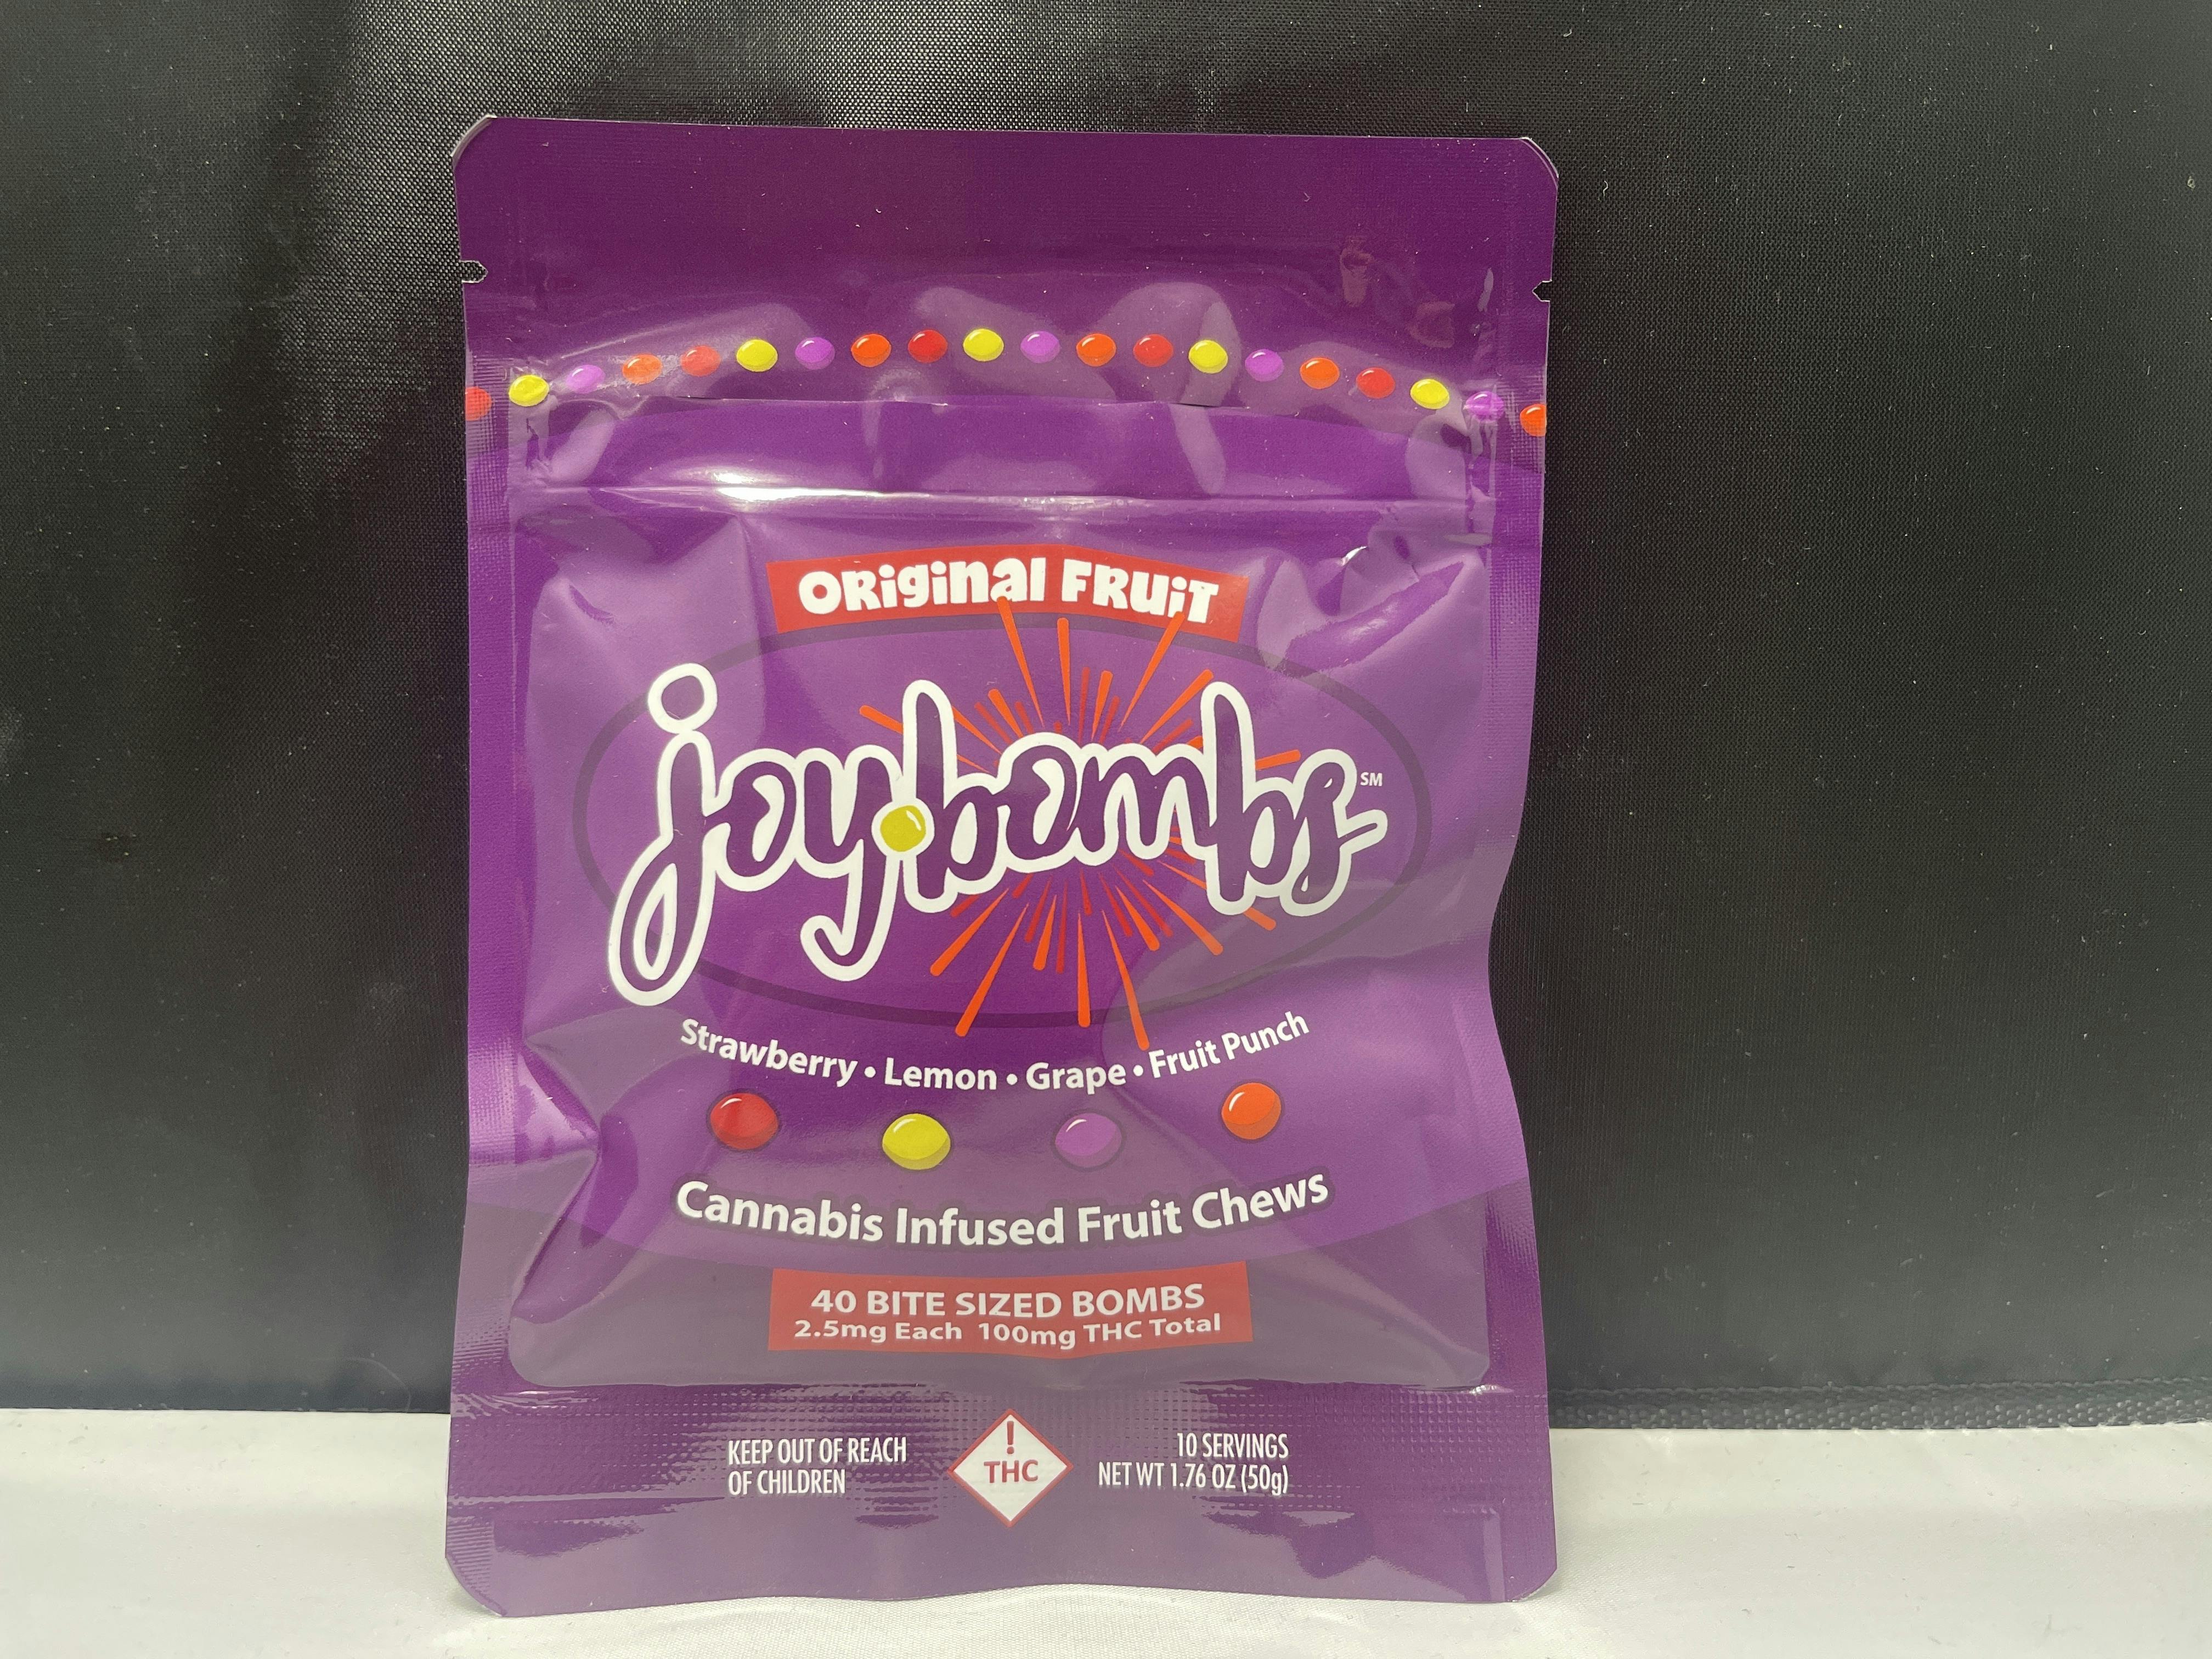 ORiginal FRUiT
joy•bombs SM
Strawberry • Lemon • Grape • Fruit Punch
Cannabis Infused Fruit Chews
40 BITE SIZED BOMBS
2.5mg Each 100mg THC Total
KEEP OUT OF REACH
OF CHILDREN
!
THC
10 SERVINGS
NET WT 1.76 OZ (50g)